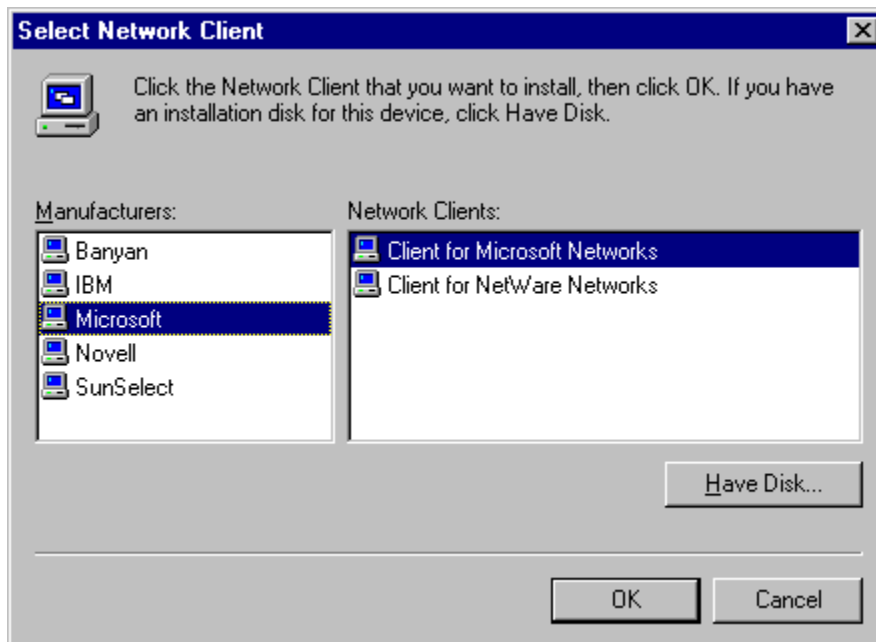 Select Network Client
Click the Network Client that you want to install, then click OK. If you have
an installation disk for this device, click Have Disk.
Manufacturers:
Banyan
IBM
Microsoft
Novell
SunSelect
Network Clients:
Client for Microsoft Networks
Client for NetWare Networks
Have Disk...
OK
Cancel